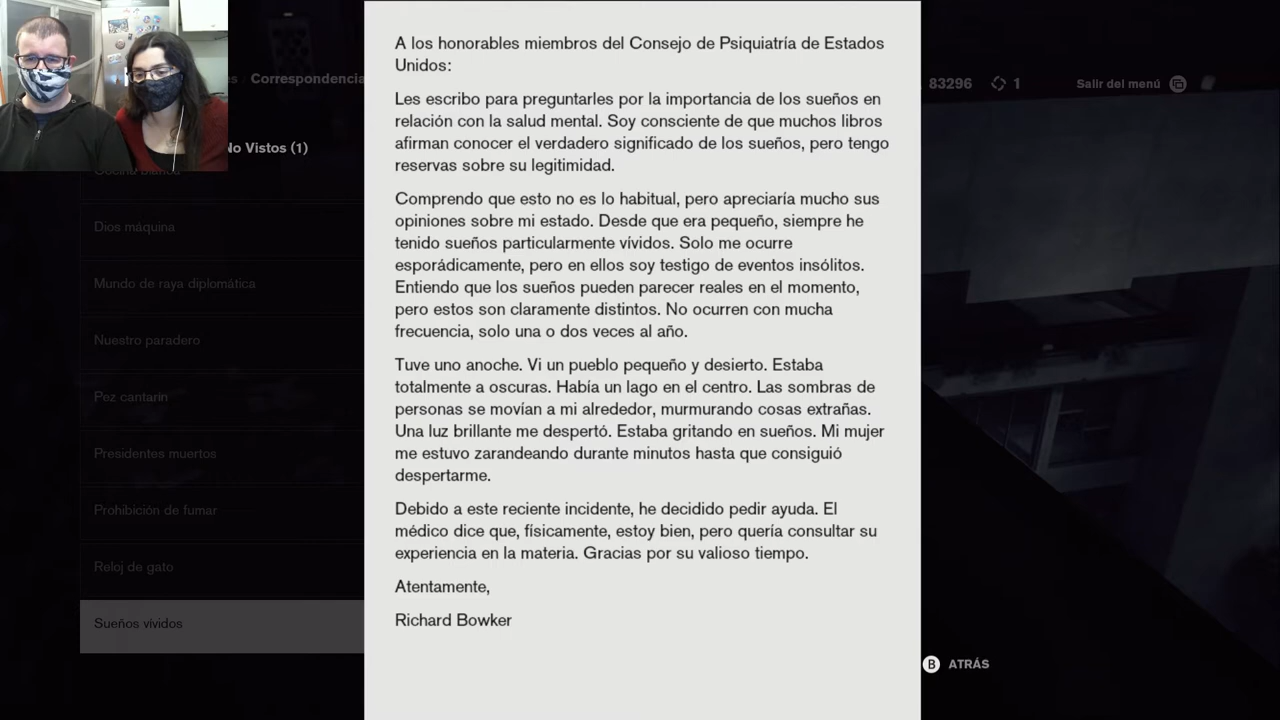 Correspondencia
83296
1
Salir del menú
No Vistos (1)
Dios máquina
Mundo de raya diplomática
Nuestro paradero
Pez cantarín
Presidentes muertos
Prohibición de fumar
Reloj de gato
Sueños vívidos
A los honorables miembros del Consejo de Psiquiatría de Estados
Unidos:
Les escribo para preguntarles por la importancia de los sueños en
relación con la salud mental. Soy consciente de que muchos libros
afirman conocer el verdadero significado de los sueños, pero tengo
reservas sobre su legitimidad.
Comprendo que esto no es lo habitual, pero apreciaría mucho sus
opiniones sobre mi estado. Desde que era pequeño, siempre he
tenido sueños particularmente vívidos. Solo me ocurre
esporádicamente, pero en ellos soy testigo de eventos insólitos.
Entiendo que los sueños pueden parecer reales en el momento,
pero estos son claramente distintos. No ocurren con mucha
frecuencia, solo una o dos veces al año.
Tuve uno anoche. Vi un pueblo pequeño y desierto. Estaba
totalmente a oscuras. Había un lago en el centro. Las sombras de
personas se movían a mi alrededor, murmurando cosas extrañas.
Una luz brillante me despertó. Estaba gritando en sueños. Mi mujer
me estuvo zarandeando durante minutos hasta que consiguió
despertarme.
Debido a este reciente incidente, he decidido pedir ayuda. El
médico dice que, físicamente, estoy bien, pero quería consultar su
experiencia en la materia. Gracias por su valioso tiempo.
Atentamente,
Richard Bowker
B ATRÁS